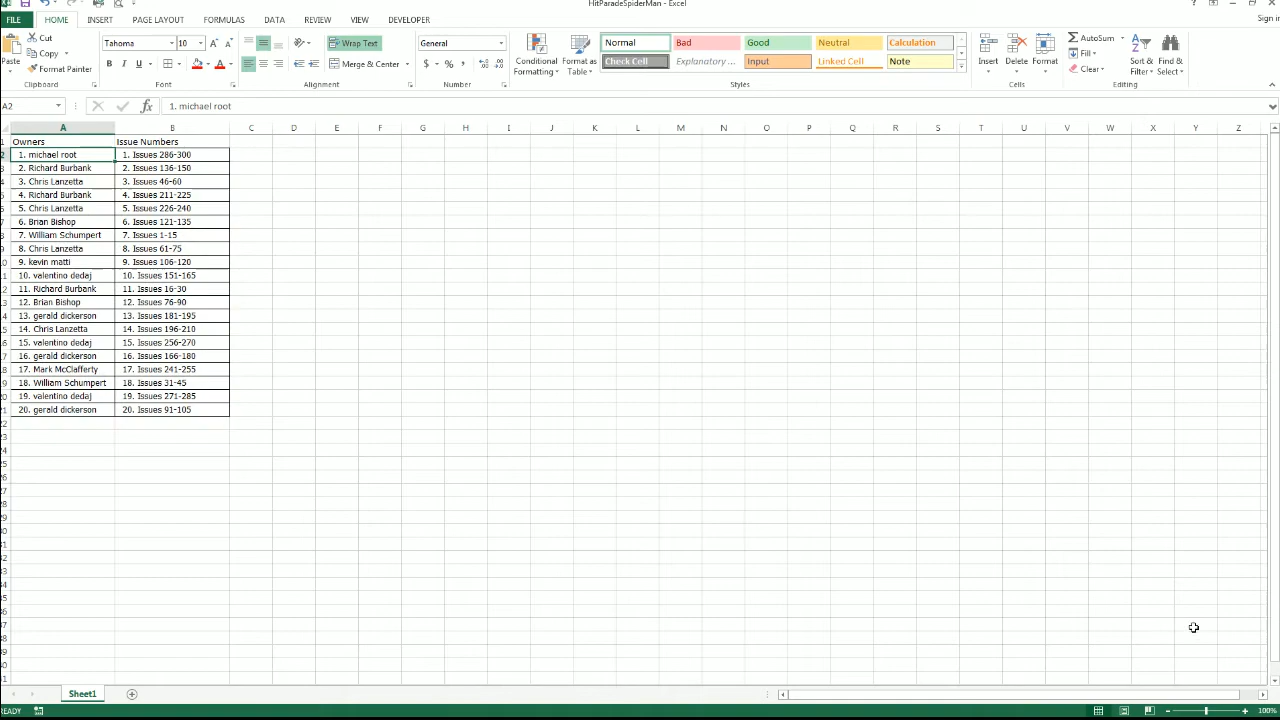 HitParadeSpiderMan - Excel
Sign in
FILE HOME INSERT PAGE LAYOUT FORMULAS DATA REVIEW VIEW DEVELOPER
Paste
Cut
Copy
Format Painter
Clipboard
Tahoma 10
B I U
Font
Wrap Text
Merge & Center
Alignment
General
$ % ,
Number
Conditional Formatting
Format as Table
Normal Bad Good Neutral Calculation
Check Cell Explanatory ... Input Linked Cell Note
Styles
Insert Delete Format
Cells
AutoSum
Fill
Clear
Sort & Filter
Find & Select
Editing
A2 fx 1. michael root
A B C D E F G H I J K L M N O P Q R S T U V W X Y Z
Owners Issue Numbers
1. michael root 1. Issues 286-300
2. Richard Burbank 2. Issues 136-150
3. Chris Lanzetta 3. Issues 46-60
4. Richard Burbank 4. Issues 211-225
5. Chris Lanzetta 5. Issues 226-240
6. Brian Bishop 6. Issues 121-135
7. William Schumpert 7. Issues 1-15
8. Chris Lanzetta 8. Issues 61-75
9. kevin matti 9. Issues 106-120
10. valentino dedaj 10. Issues 151-165
11. Richard Burbank 11. Issues 16-30
12. Brian Bishop 12. Issues 76-90
13. gerald dickerson 13. Issues 181-195
14. Chris Lanzetta 14. Issues 196-210
15. valentino dedaj 15. Issues 256-270
16. gerald dickerson 16. Issues 166-180
17. Mark McClafferty 17. Issues 241-255
18. William Schumpert 18. Issues 31-45
19. valentino dedaj 19. Issues 271-285
20. gerald dickerson 20. Issues 91-105
Sheet1
READY
100%